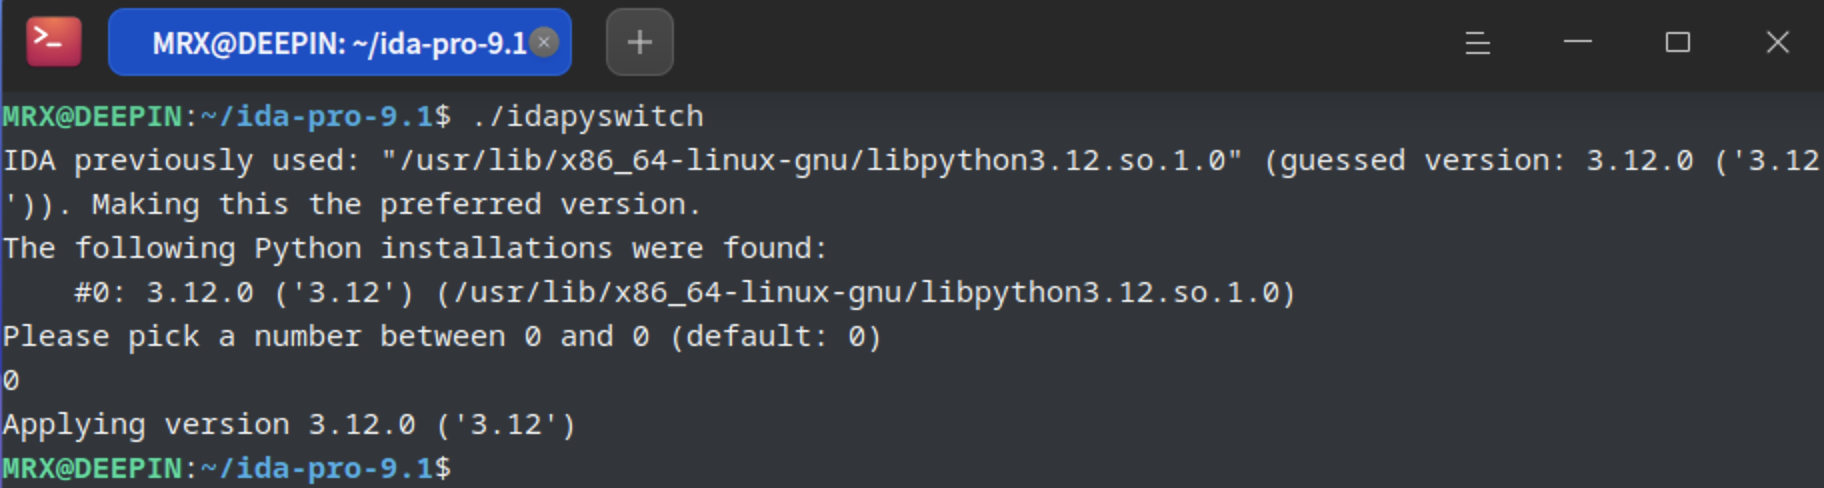 MRX@DEEPIN: ~/ida-pro-9.1
MRX@DEEPIN:~/ida-pro-9.1$ ./idapyswitch
IDA previously used: "/usr/lib/x86_64-linux-gnu/libpython3.12.so.1.0" (guessed version: 3.12.0 ('3.12
')). Making this the preferred version.
The following Python installations were found:
    #0: 3.12.0 ('3.12') (/usr/lib/x86_64-linux-gnu/libpython3.12.so.1.0)
Please pick a number between 0 and 0 (default: 0)
0
Applying version 3.12.0 ('3.12')
MRX@DEEPIN:~/ida-pro-9.1$